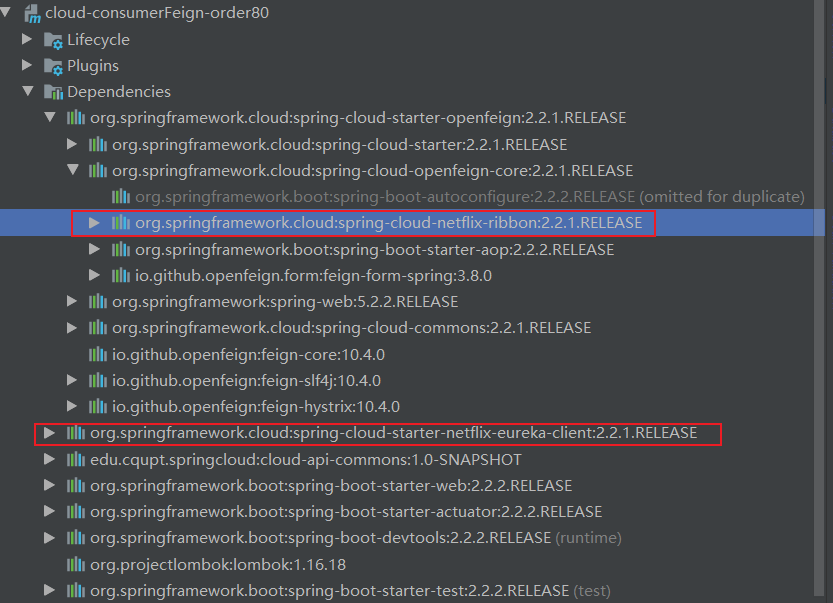 cloud-consumerFeign-order80
Lifecycle
Plugins
Dependencies
org.springframework.cloud:spring-cloud-starter-openfeign:2.2.1.RELEASE
org.springframework.cloud:spring-cloud-starter:2.2.1.RELEASE
org.springframework.cloud:spring-cloud-openfeign-core:2.2.1.RELEASE
org.springframework.boot:spring-boot-autoconfigure:2.2.2.RELEASE (omitted for duplicate)
org.springframework.cloud:spring-cloud-netflix-ribbon:2.2.1.RELEASE
org.springframework.boot:spring-boot-starter-aop:2.2.2.RELEASE
io.github.openfeign.form:feign-form-spring:3.8.0
org.springframework:spring-web:5.2.2.RELEASE
org.springframework.cloud:spring-cloud-commons:2.2.1.RELEASE
io.github.openfeign:feign-core:10.4.0
io.github.openfeign:feign-slf4j:10.4.0
io.github.openfeign:feign-hystrix:10.4.0
org.springframework.cloud:spring-cloud-starter-netflix-eureka-client:2.2.1.RELEASE
edu.cqupt.springcloud:cloud-api-commons:1.0-SNAPSHOT
org.springframework.boot:spring-boot-starter-web:2.2.2.RELEASE
org.springframework.boot:spring-boot-starter-actuator:2.2.2.RELEASE
org.springframework.boot:spring-boot-devtools:2.2.2.RELEASE (runtime)
org.projectlombok:lombok:1.16.18
org.springframework.boot:spring-boot-starter-test:2.2.2.RELEASE (test)